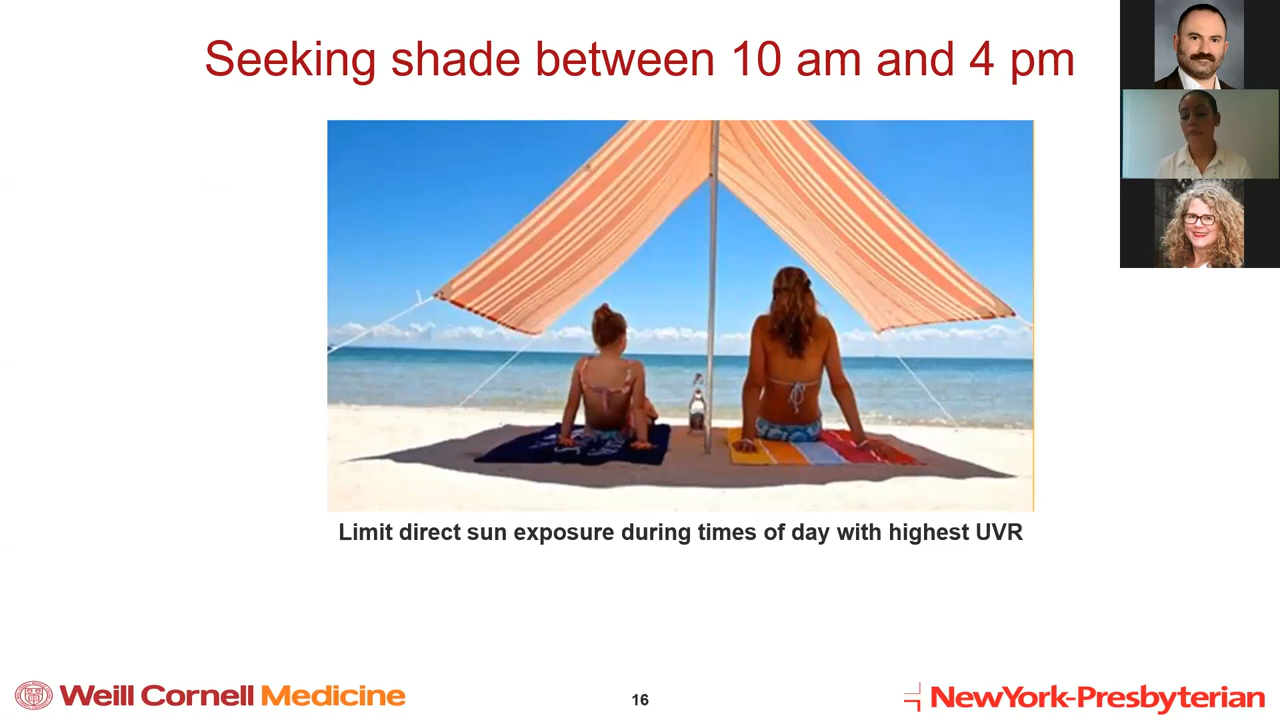 Seeking shade between 10 am and 4 pm
Limit direct sun exposure during times of day with highest UVR
Weill Cornell Medicine
16
NewYork-Presbyterian